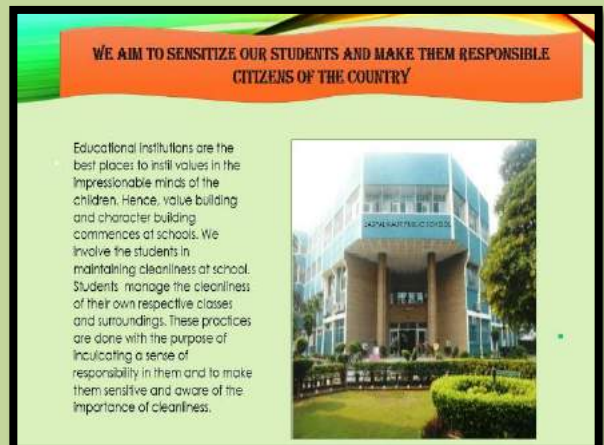 WE AIM TO SENSITIZE OUR STUDENTS AND MAKE THEM RESPONSIBLE
CITIZENS OF THE COUNTRY
Educational institutions are the
best places to instil values in the
impressionable minds of the
children. Hence, value building
and character building
commences at schools. We
involve the students in
maintaining cleanliness at school.
Students manage the cleanliness
of their own respective classes
and surroundings. These practices
are done with the purpose of
inculcating a sense of
responsibility in them and to make
them sensitive and aware of the
importance of cleanliness.
PUBLIC SCHOOL